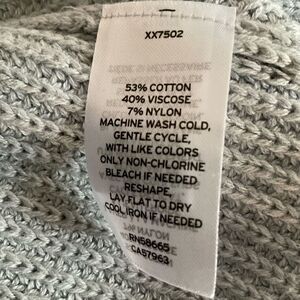 XX7502
53% COTTON
40% VISCOSE
7% NYLON
MACHINE WASH COLD,
GENTLE CYCLE,
WITH LIKE COLORS
ONLY NON-CHLORINE
BLEACH IF NEEDED
RESHAPE,
LAY FLAT TO DRY
COOL IRON IF NEEDED
RN58665
CA57963